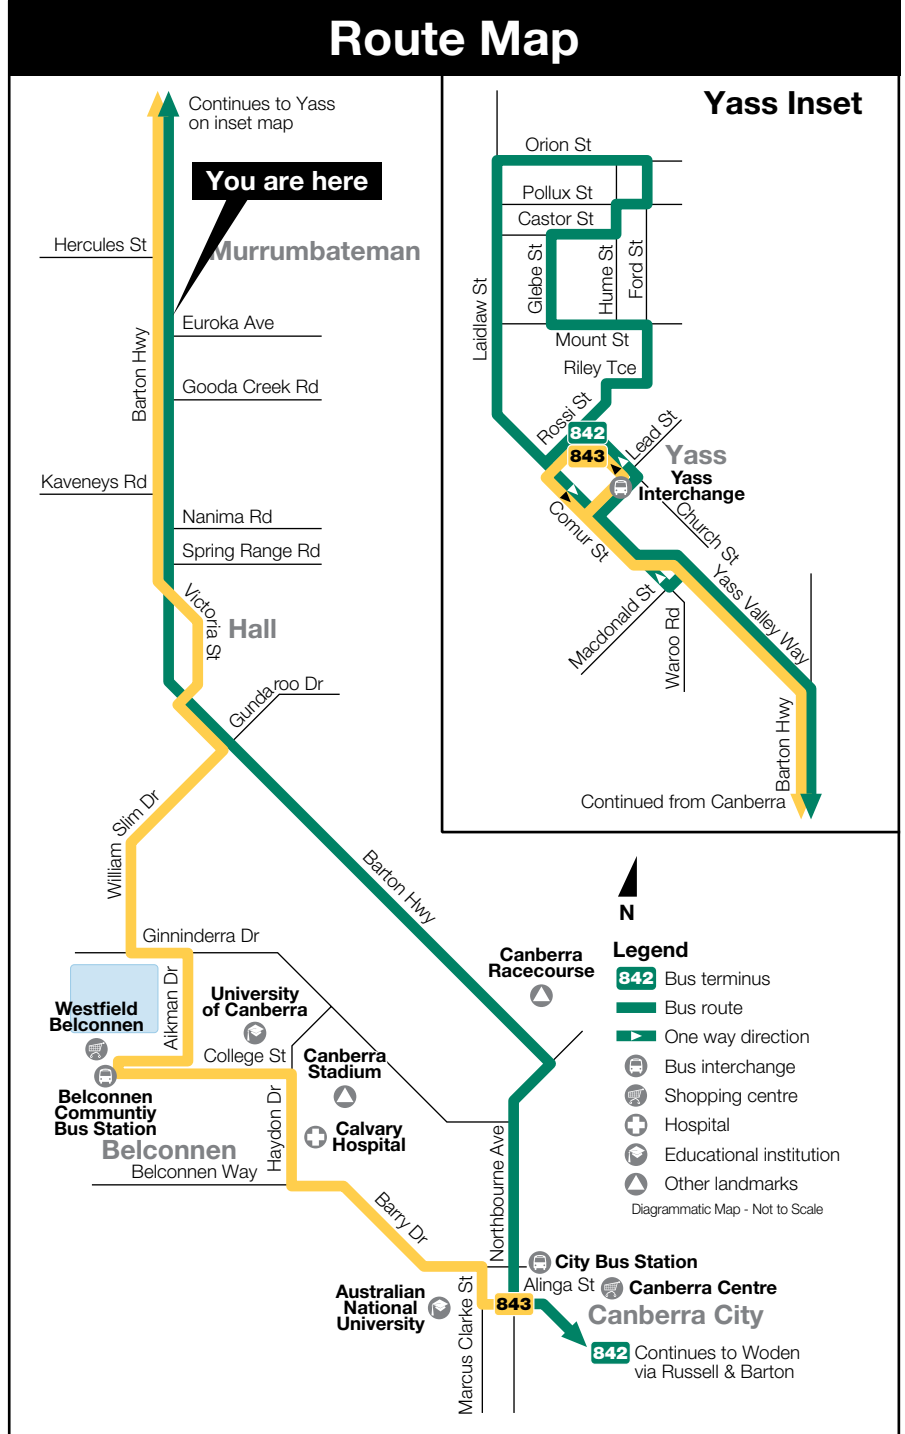 Route Map
Continues to Yass
on inset map
You are here
Hercules St
Murrumbateman
Barton Hwy
Euroka Ave
Gooda Creek Rd
Kaveneys Rd
Nanima Rd
Spring Range Rd
Victoria St
Hall
Gundaroo Dr
William Slim Dr
Barton Hwy
Ginninderra Dr
Aikman Dr
Westfield
Belconnen
University
of Canberra
College St
Canberra
Stadium
Belconnen
Communtiy
Bus Station
Haydon Dr
Calvary
Hospital
Belconnen
Belconnen Way
Barry Dr
Canberra
Racecourse
Northbourne Ave
Australian
National
University
Marcus Clarke St
843
City Bus Station
Alinga St
Canberra Centre
Canberra City
842 Continues to Woden
via Russell & Barton
Yass Inset
Orion St
Pollux St
Castor St
Glebe St
Hume St
Ford St
Laidlaw St
Mount St
Riley Tce
Rossi St
842
843
Lead St
Yass
Yass
Interchange
Comur St
Church St
Macdonald St
Waroo Rd
Yass Valley Way
Barton Hwy
Continued from Canberra
N
Legend
842 Bus terminus
Bus route
One way direction
Bus interchange
Shopping centre
Hospital
Educational institution
Other landmarks
Diagrammatic Map - Not to Scale